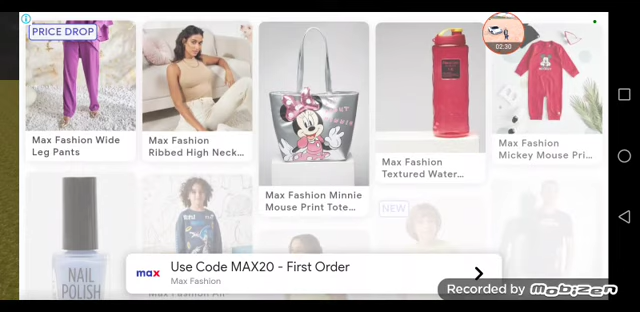 PRICE DROP
02:30
Max Fashion Wide
Leg Pants
Max Fashion
Ribbed High Neck...
Max Fashion Minnie
Mouse Print Tote...
Max Fashion
Textured Water...
Max Fashion
Mickey Mouse Pri...
NEW
NAIL
POLISH
max
Use Code MAX20 - First Order
Max Fashion
Recorded by Mobizen